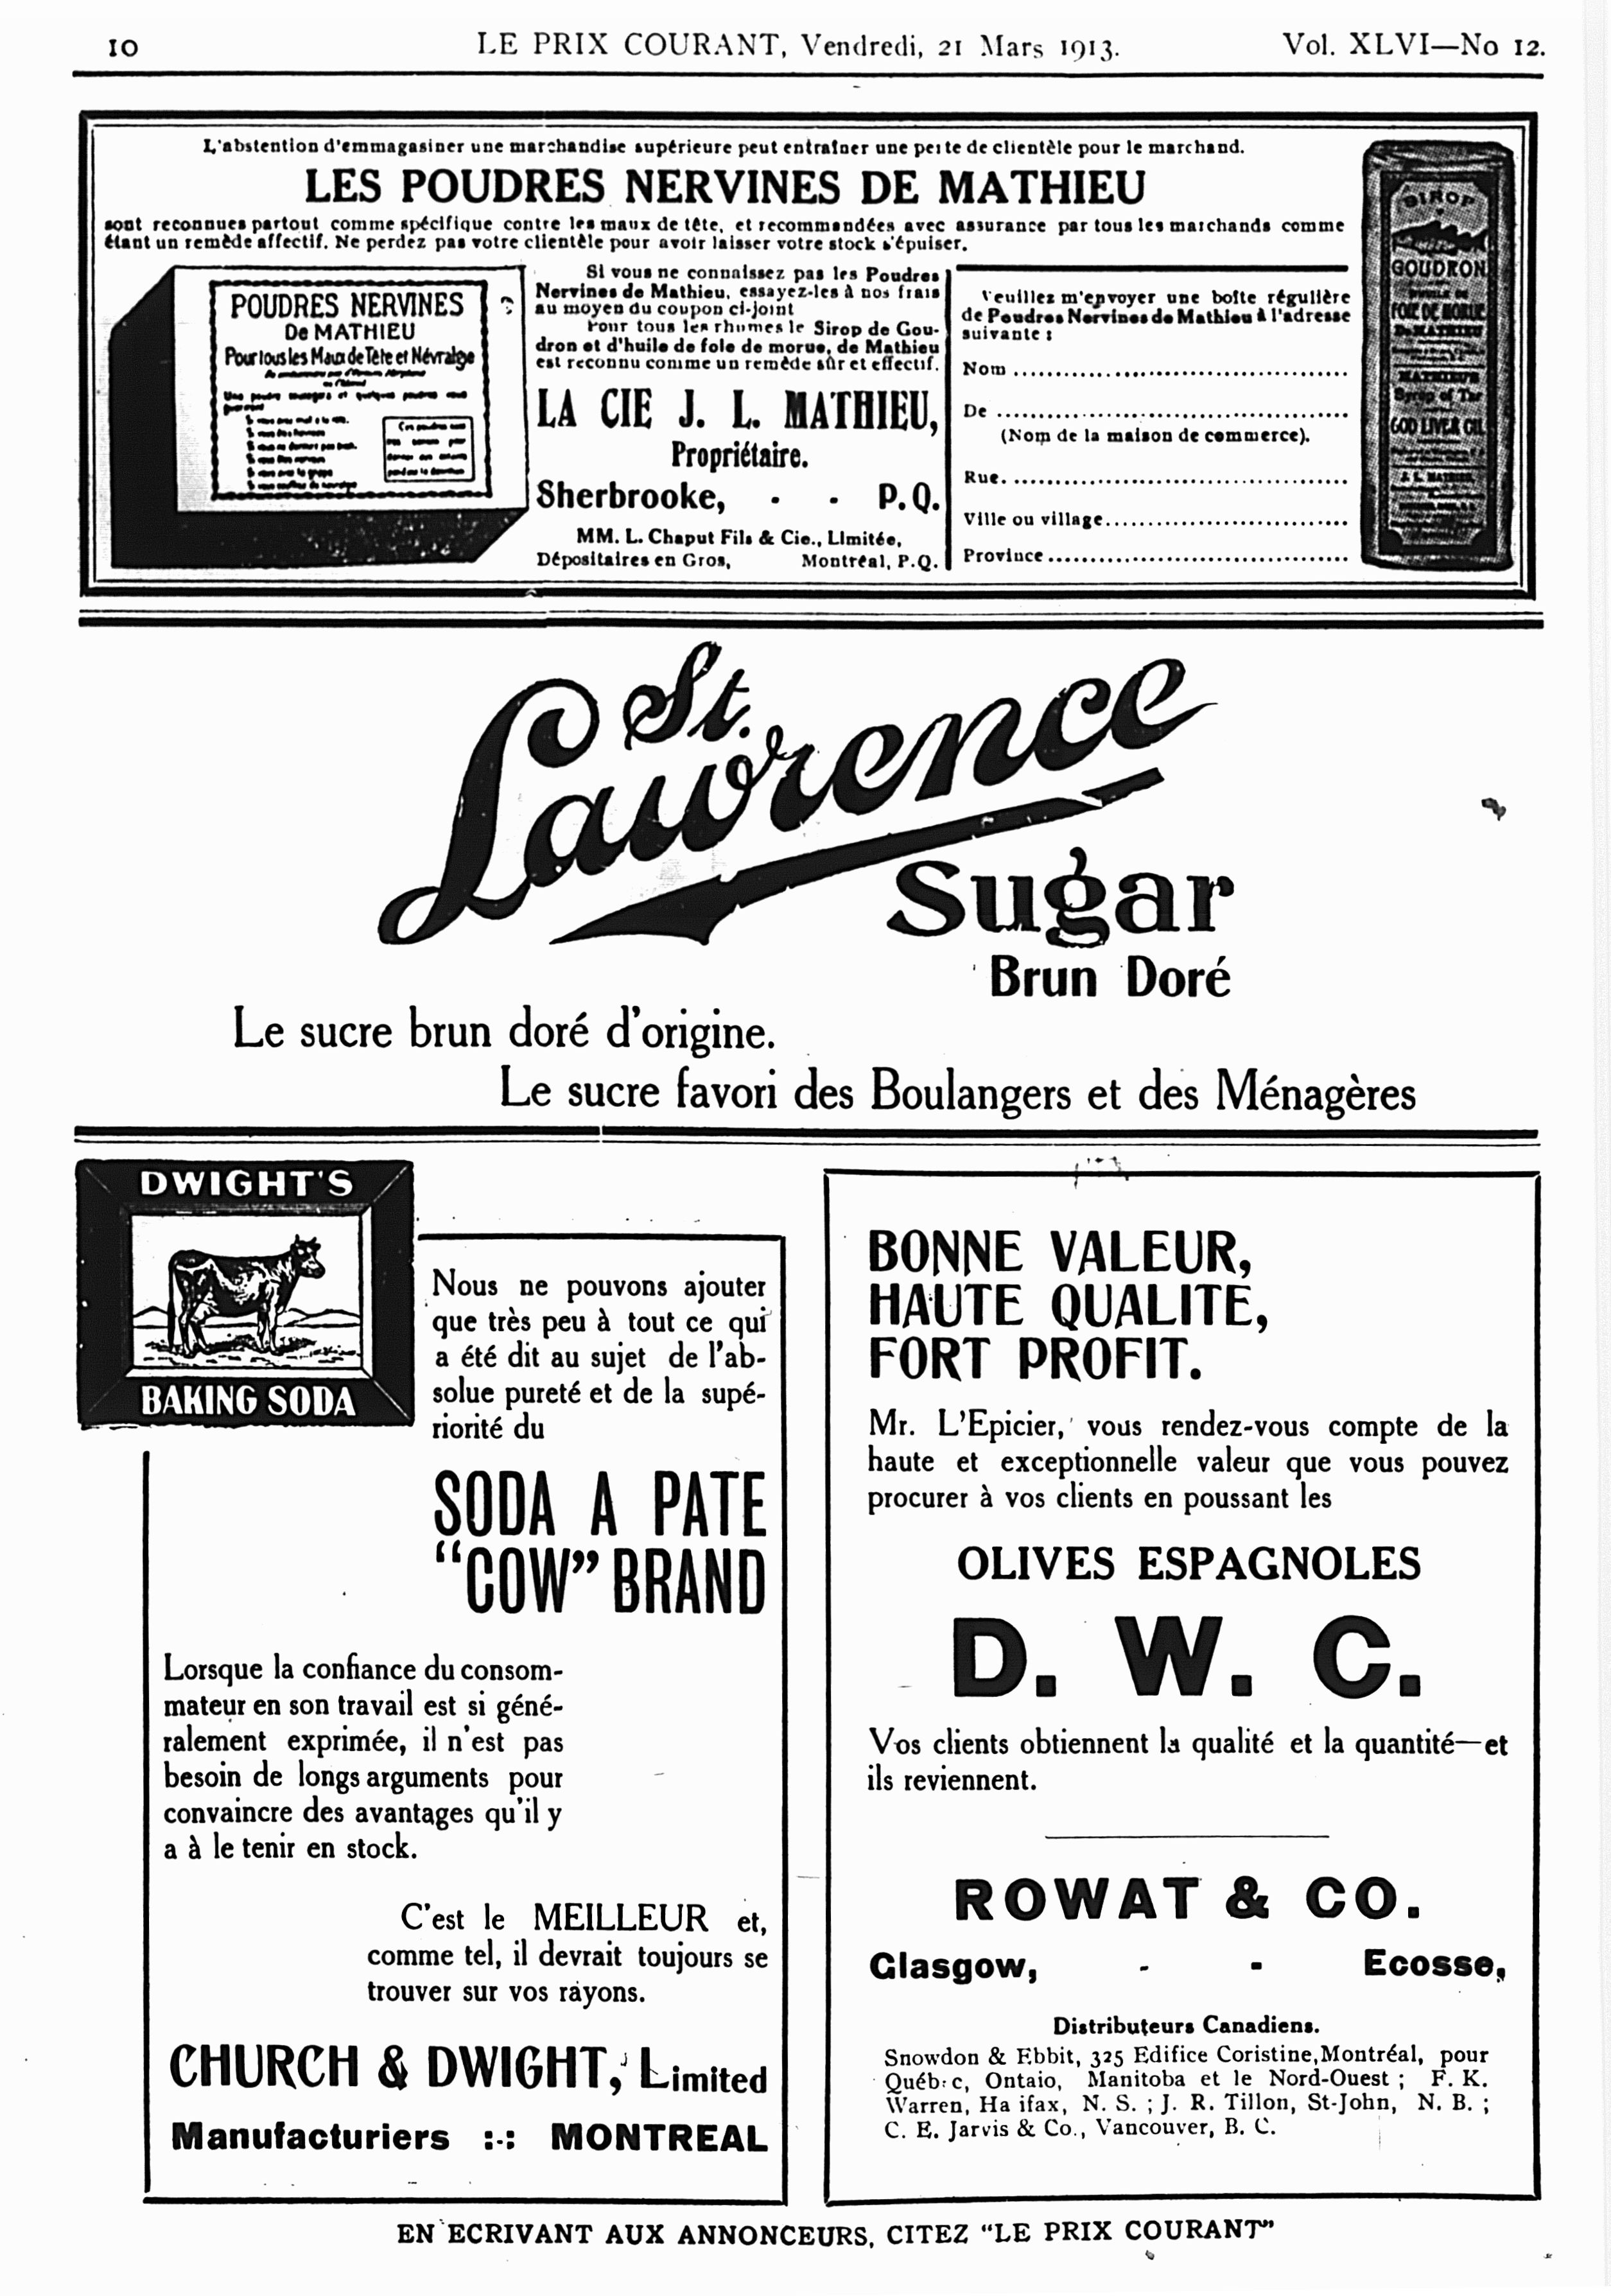 10
LE PRIX COURANT, Vendredi, 21 Mars 1913.
Vol. XLVI—No 12.
L'abstention d'emmagasiner une marchandise supérieure peut entraîner une perte de clientèle pour le marchand.
LES POUDRES NERVINES DE MATHIEU
sont reconnues partout comme spécifique contre les maux de tête, et recommandées avec assurance par tous les marchands comme
étant un remède affectif. Ne perdez pas votre clientèle pour avoir laisser votre stock s'épuiser.
POUDRES NERVINES
De MATHIEU
Pour tous les Maux de Tête et Névralgie
Si vous ne connaissez pas les Poudres
Nervines de Mathieu, essayez-les à nos frais
au moyen du coupon ci-joint
Pour tous les rhumes le Sirop de Gou-
dron et d'huile de foie de morue, de Mathieu
est reconnu comme un remède sûr et effectif.
LA CIE J. L. MATHIEU,
Propriétaire.
Sherbrooke, - - P.Q.
MM. L. Chaput Fils & Cie., Limitée,
Dépositaires en Gros, Montréal, P.Q.
Veuillez m'envoyer une boîte régulière
de Poudres Nervines de Mathieu à l'adresse
suivante :
Nom
De
(Nom de la maison de commerce).
Rue.
Ville ou village
Province
SIROP
GOUDRON
FOIE DE MORUE
De MATHIEU
MATHIEU'S
Syrup of Tar
COD LIVER OIL
J. L. MATHIEU
St.
Lawrence
Sugar
Brun Doré
Le sucre brun doré d'origine.
Le sucre favori des Boulangers et des Ménagères
DWIGHT'S
BAKING SODA
Nous ne pouvons ajouter
que très peu à tout ce qui
a été dit au sujet de l'ab-
solue pureté et de la supé-
riorité du
SODA A PATE
"COW" BRAND
Lorsque la confiance du consom-
mateur en son travail est si géné-
ralement exprimée, il n'est pas
besoin de longs arguments pour
convaincre des avantages qu'il y
a à le tenir en stock.
C'est le MEILLEUR et,
comme tel, il devrait toujours se
trouver sur vos rayons.
CHURCH & DWIGHT, Limited
Manufacturiers :-: MONTREAL
BONNE VALEUR,
HAUTE QUALITE,
FORT PROFIT.
Mr. L'Epicier, vous rendez-vous compte de la
haute et exceptionnelle valeur que vous pouvez
procurer à vos clients en poussant les
OLIVES ESPAGNOLES
D. W. C.
Vos clients obtiennent la qualité et la quantité—et
ils reviennent.
ROWAT & CO.
Glasgow, - - Ecosse,
Distributeurs Canadiens.
Snowdon & Ebbit, 325 Edifice Coristine, Montréal, pour
Québec, Ontaio, Manitoba et le Nord-Ouest ; F. K.
Warren, Ha ifax, N. S. ; J. R. Tillon, St-John, N. B. ;
C. E. Jarvis & Co., Vancouver, B. C.
EN ECRIVANT AUX ANNONCEURS, CITEZ "LE PRIX COURANT"